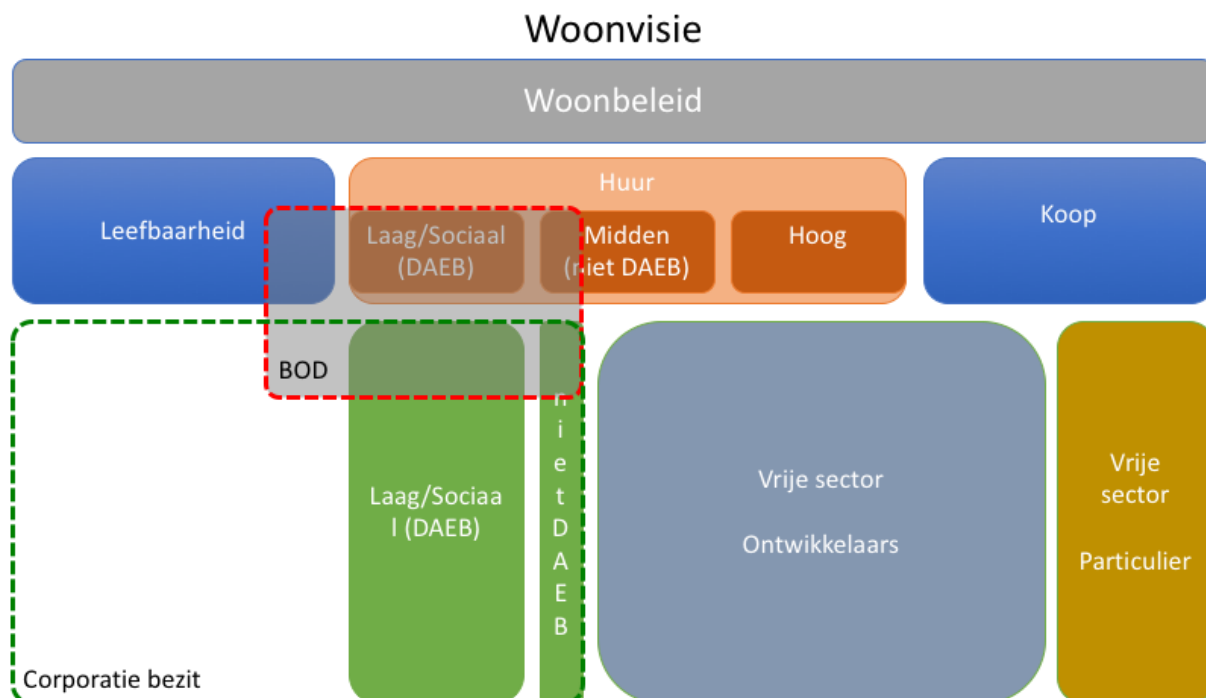 Woonvisie
Woonbeleid
Leefbaarheid
Huur
Laag/Sociaal
(DAEB)
Midden
(niet DAEB)
Hoog
Koop
BOD
Laag/Sociaa
l (DAEB)
n
i
e
t
D
A
E
B
Vrije sector
Ontwikkelaars
Vrije
sector
Particulier
Corporatie bezit